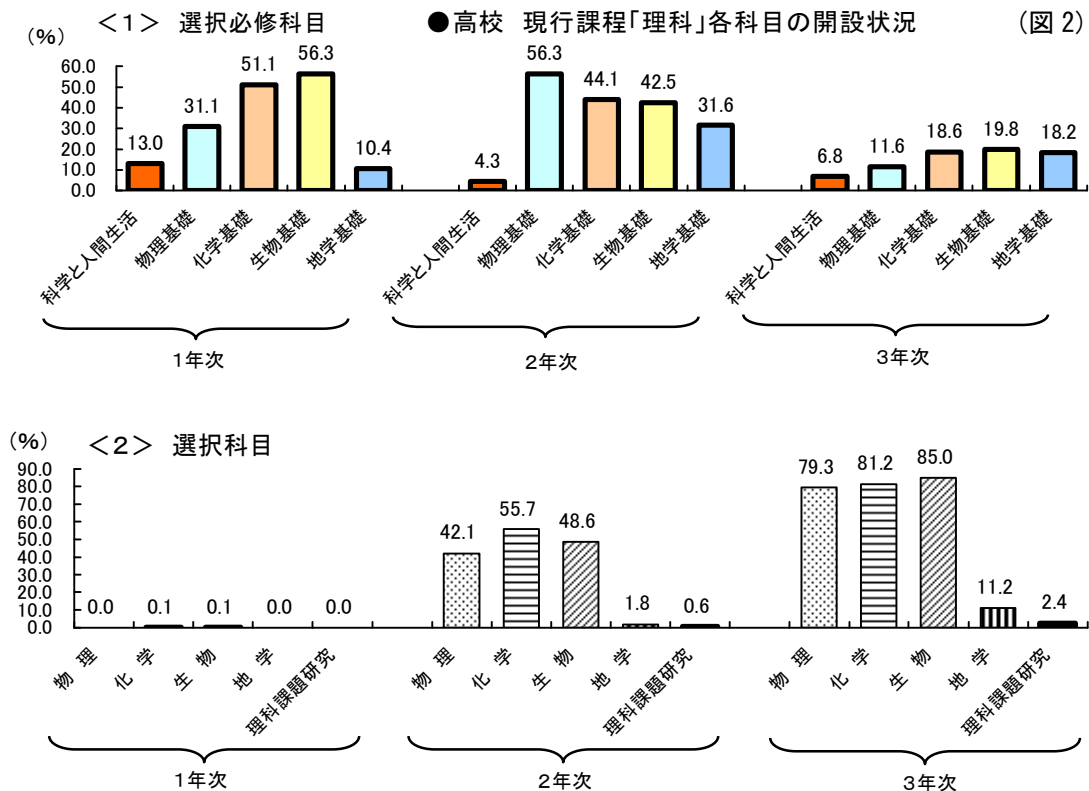 ＜１＞ 選択必修科目 ●高校 現行課程「理科」各科目の開設状況 (図2)
(％)
60.0
50.0
40.0
30.0
20.0
10.0
0.0
13.0 31.1 51.1 56.3 10.4 4.3 56.3 44.1 42.5 31.6 6.8 11.6 18.6 19.8 18.2
科学と人間生活 物理基礎 化学基礎 生物基礎 地学基礎 科学と人間生活 物理基礎 化学基礎 生物基礎 地学基礎 科学と人間生活 物理基礎 化学基礎 生物基礎 地学基礎
1年次 2年次 3年次
(％) ＜２＞ 選択科目
90.0
80.0
70.0
60.0
50.0
40.0
30.0
20.0
10.0
0.0
0.0 0.1 0.1 0.0 0.0 42.1 55.7 48.6 1.8 0.6 79.3 81.2 85.0 11.2 2.4
物理 化学 生物 地学 理科課題研究 物理 化学 生物 地学 理科課題研究 物理 化学 生物 地学 理科課題研究
1年次 2年次 3年次